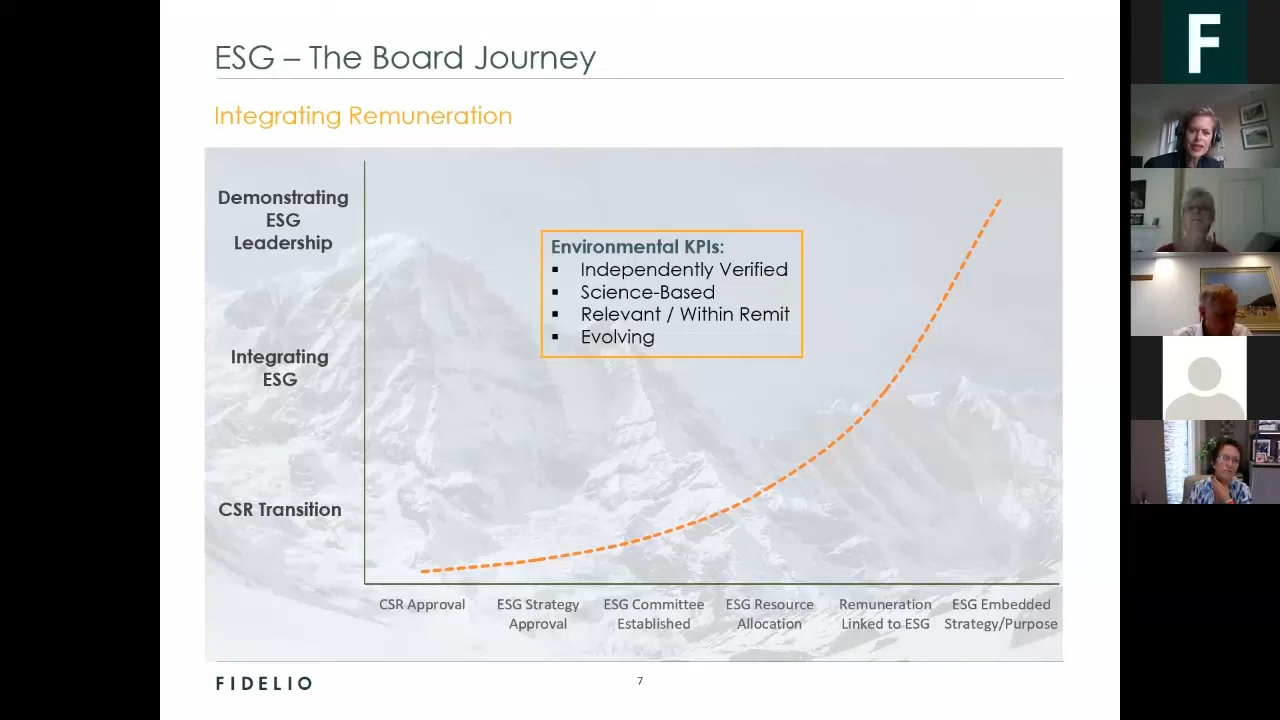 ESG – The Board Journey
Integrating Remuneration
Demonstrating
ESG
Leadership
Integrating
ESG
CSR Transition
Environmental KPIs:
▪ Independently Verified
▪ Science-Based
▪ Relevant / Within Remit
▪ Evolving
CSR Approval
ESG Strategy
Approval
ESG Committee
Established
ESG Resource
Allocation
Remuneration
Linked to ESG
ESG Embedded
Strategy/Purpose
FIDELIO
7
F